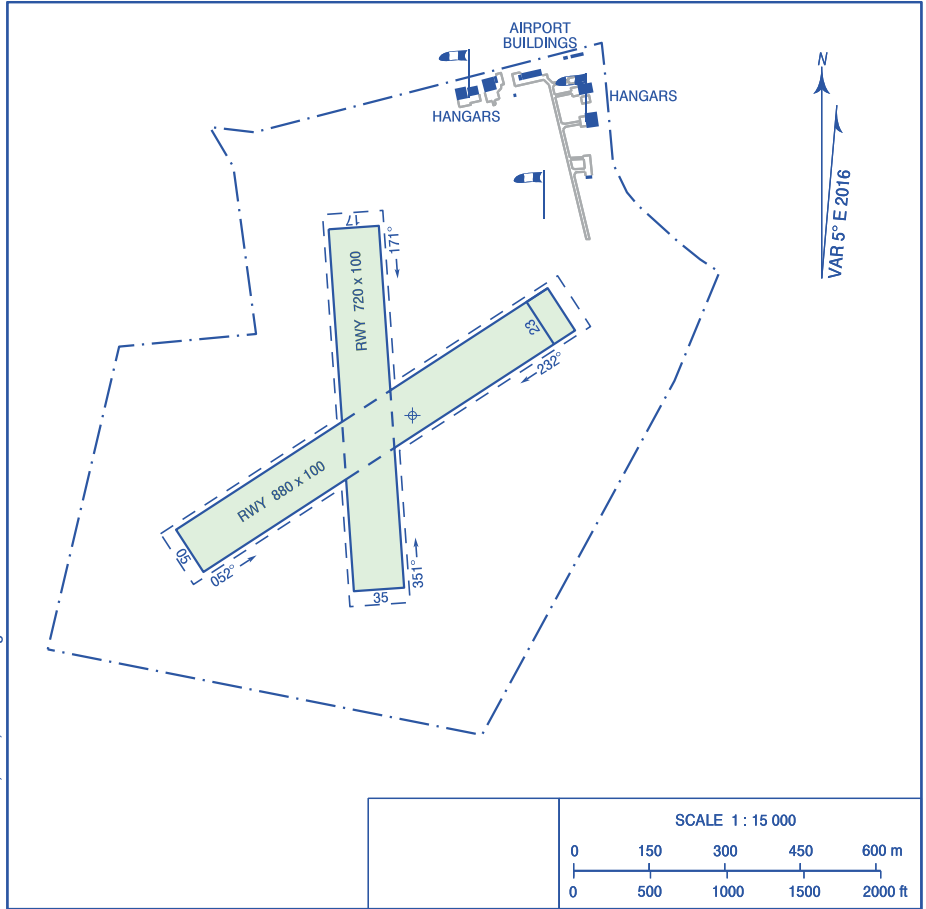 AIRPORT
BUILDINGS
HANGARS
HANGARS
N
VAR 5° E 2016
17
171°
RWY 720 x 100
23
232°
RWY 880 x 100
05
052°
351°
35
SCALE 1 : 15 000
0 150 300 450 600 m
0 500 1000 1500 2000 ft